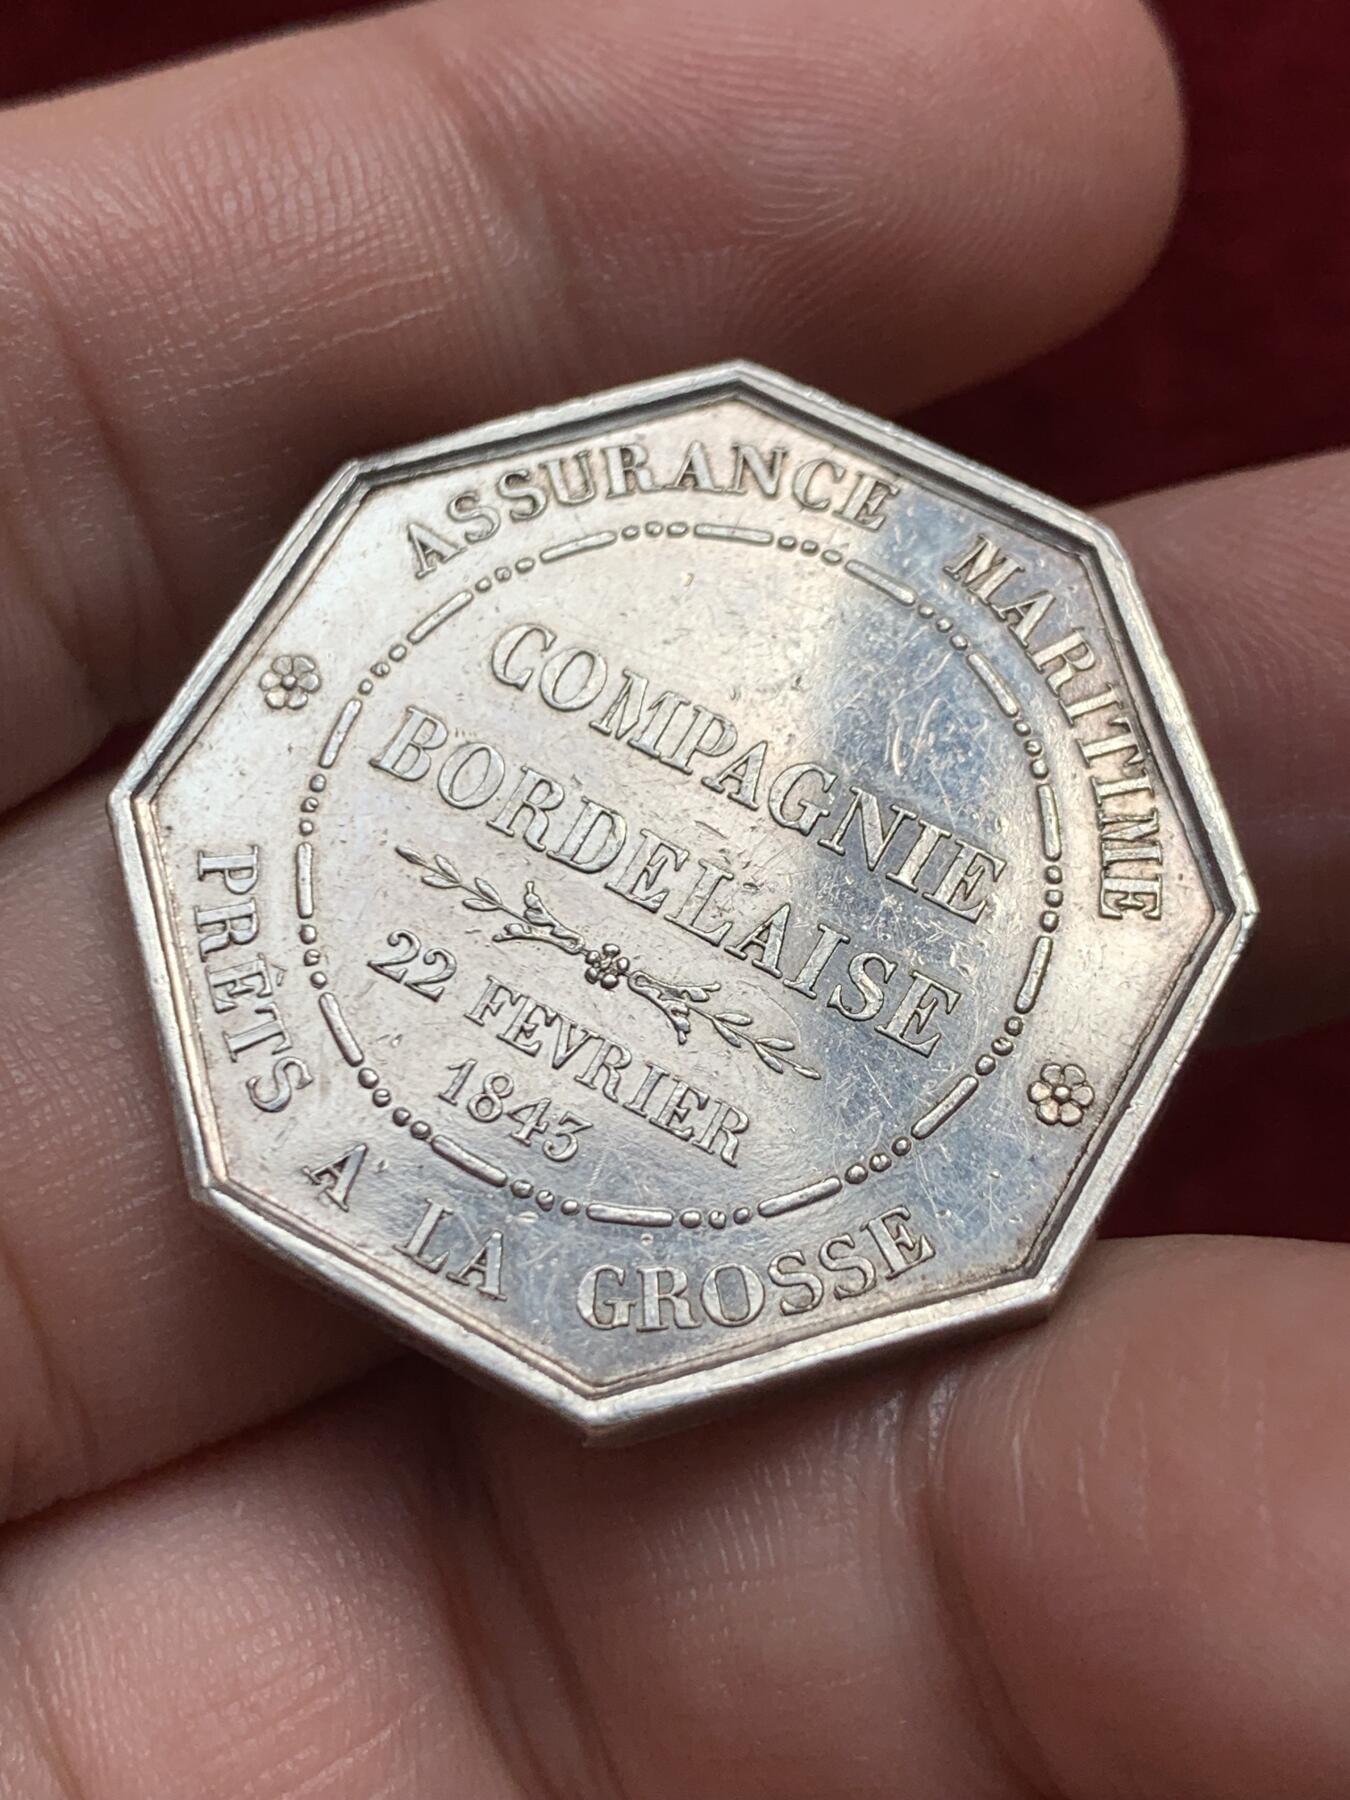 ASSURANCE MARITIME
COMPAGNIE
BORDELAISE
22 FEVRIER
1843
PRÊTS A LA GROSSE